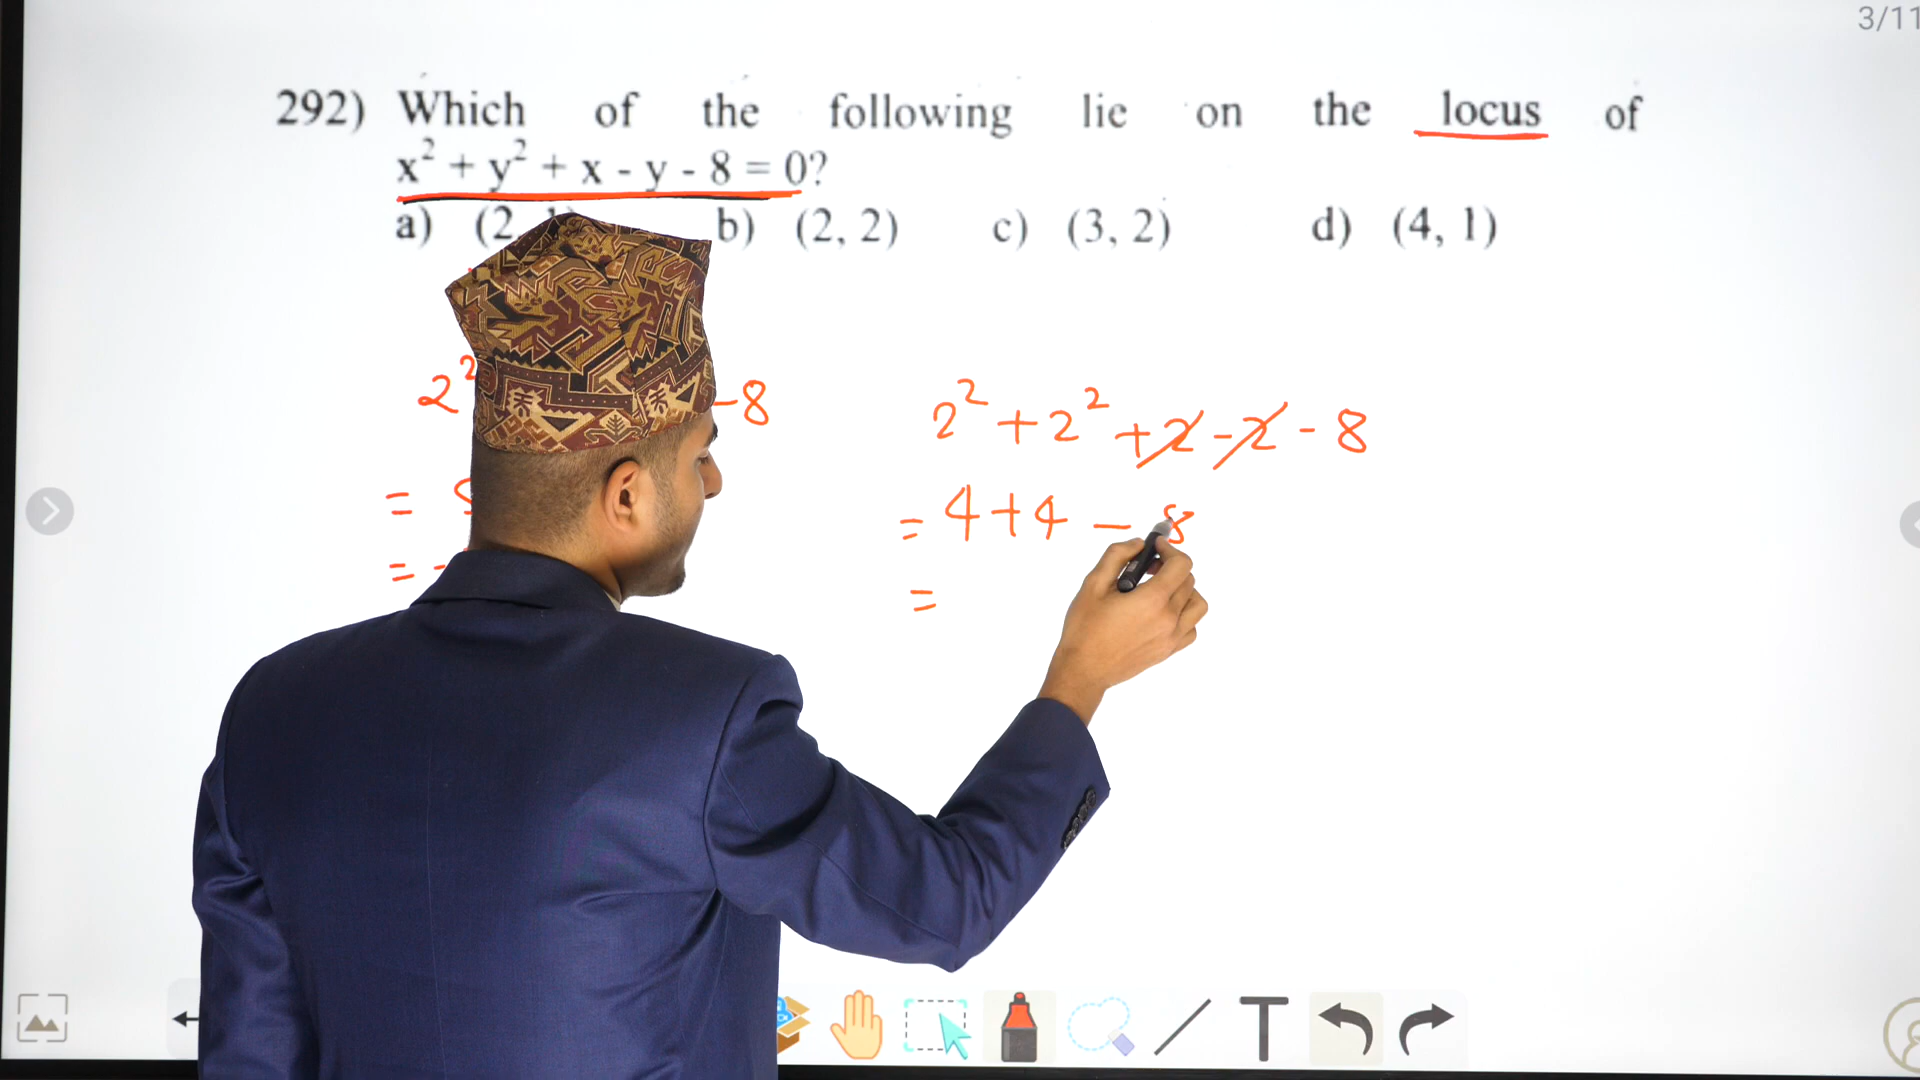 3/11
292) Which of the following lie on the locus of
x² + y² + x - y - 8 = 0?
a) (2, b) (2, 2) c) (3, 2) d) (4, 1)
2² -8
2² + 2² + 2 - 2 - 8
=
= 4 + 4 - 8
= -
=
T